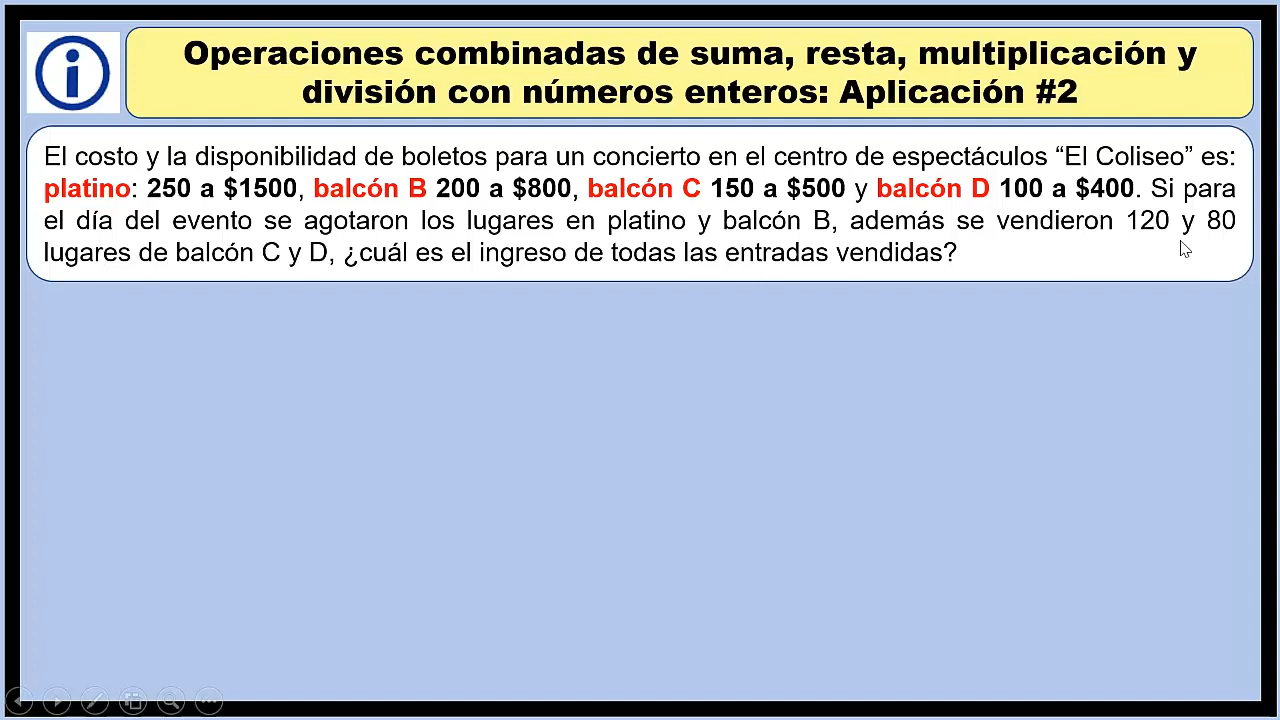 Operaciones combinadas de suma, resta, multiplicación y
división con números enteros: Aplicación #2
El costo y la disponibilidad de boletos para un concierto en el centro de espectáculos “El Coliseo” es:
platino: 250 a $1500, balcón B 200 a $800, balcón C 150 a $500 y balcón D 100 a $400. Si para
el día del evento se agotaron los lugares en platino y balcón B, además se vendieron 120 y 80
lugares de balcón C y D, ¿cuál es el ingreso de todas las entradas vendidas?